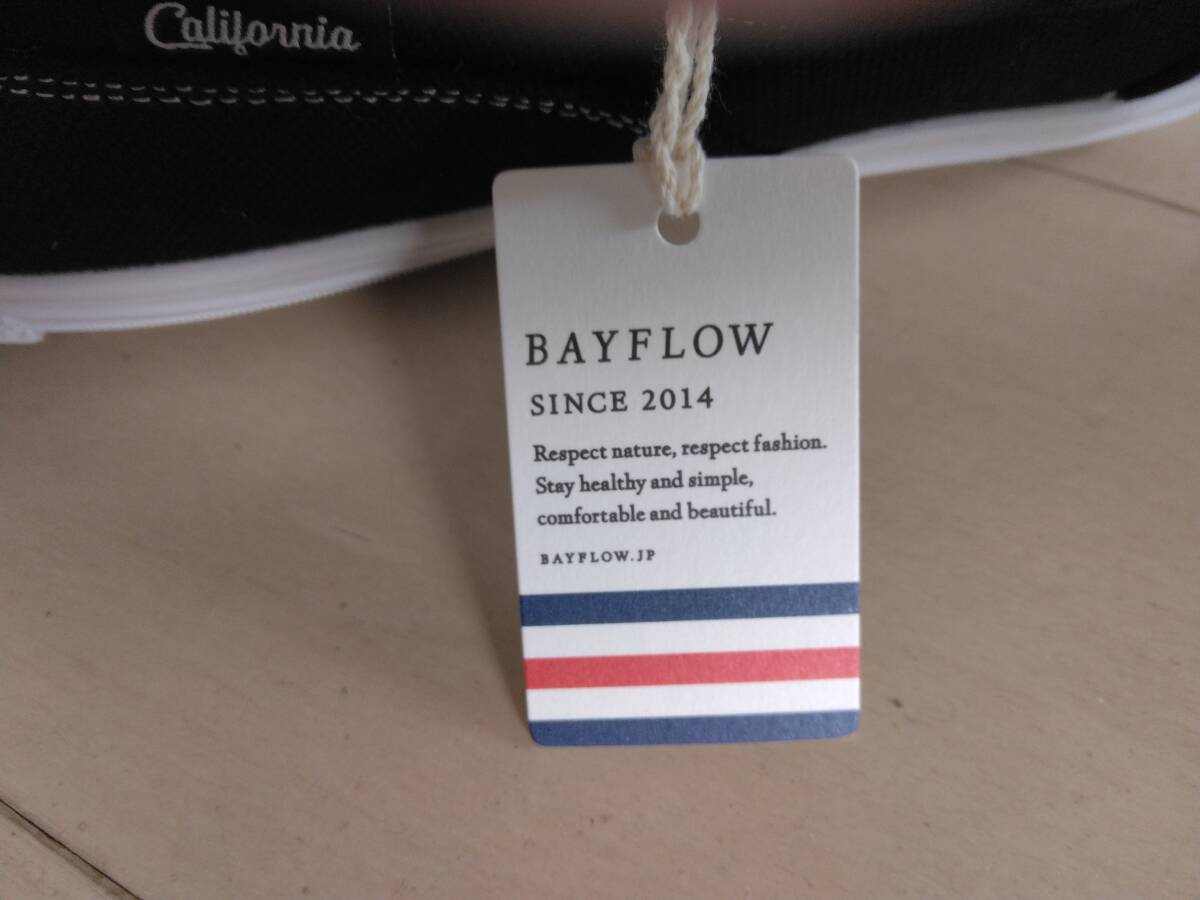 California
BAYFLOW
SINCE 2014
Respect nature, respect fashion.
Stay healthy and simple,
comfortable and beautiful.
BAYFLOW.JP